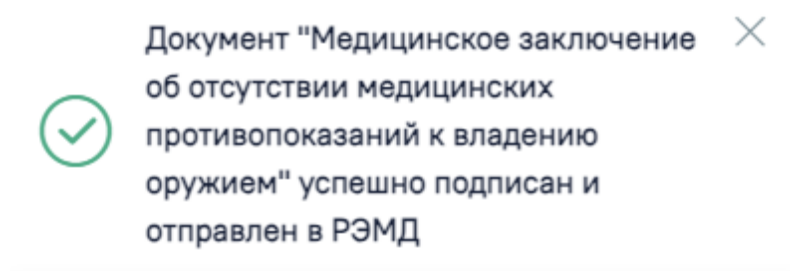 Документ "Медицинское заключение
об отсутствии медицинских
противопоказаний к владению
оружием" успешно подписан и
отправлен в РЭМД